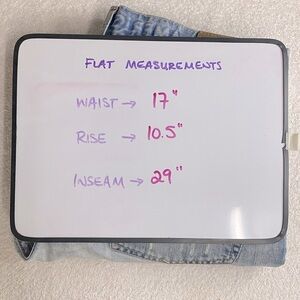 FLAT MEASUREMENTS
WAIST → 17"
RISE → 10.5"
INSEAM → 29"